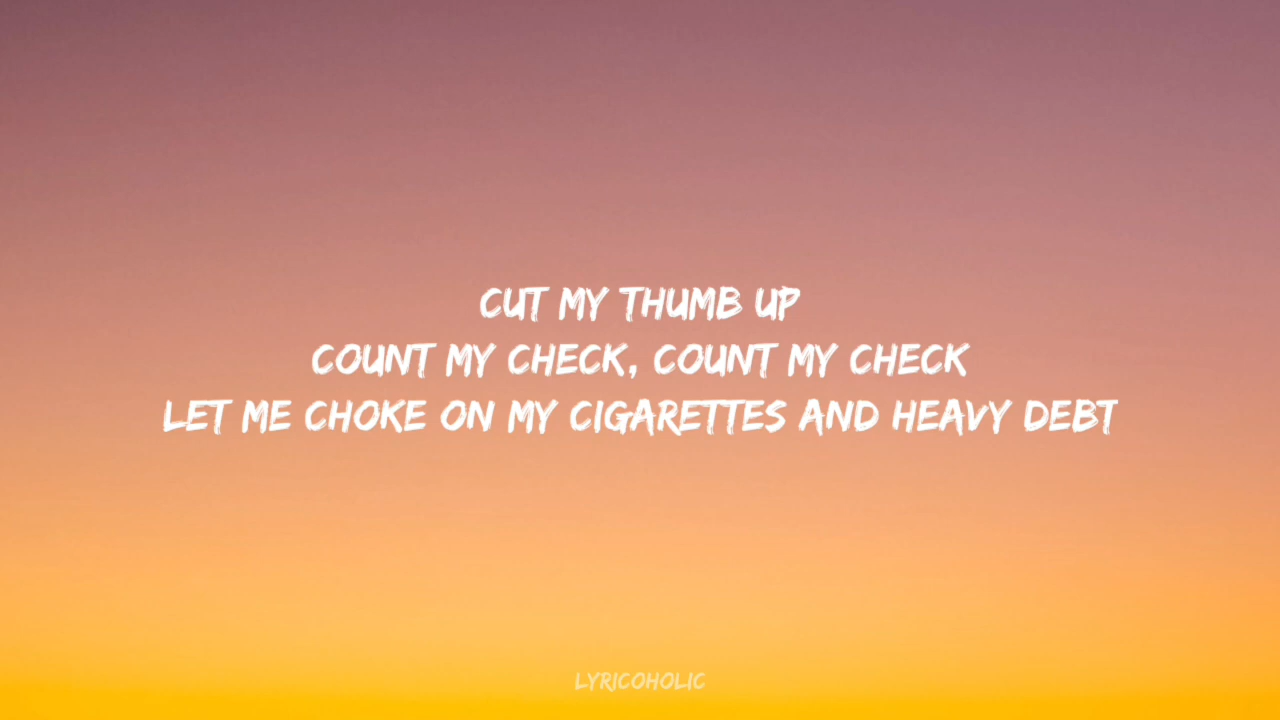 CUT MY THUMB UP
COUNT MY CHECK, COUNT MY CHECK
LET ME CHOKE ON MY CIGARETTES AND HEAVY DEBT
LYRICOHOLIC